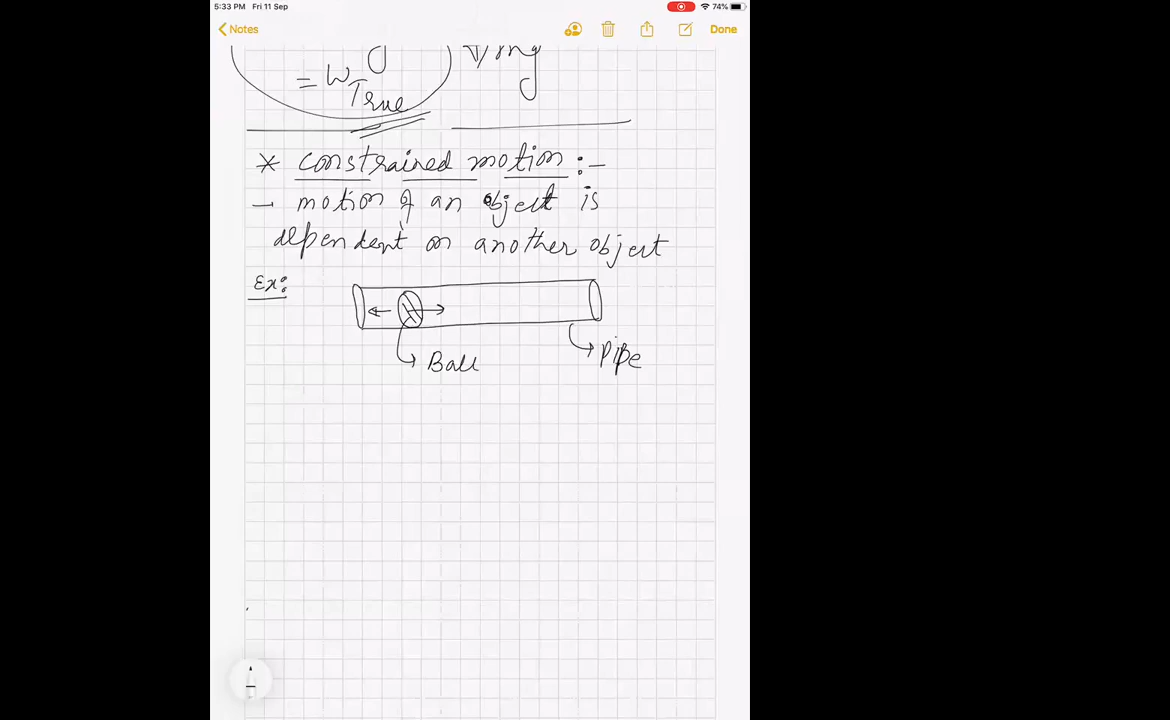 5:33 PM Fri 11 Sep 74%
Notes Done
= W True
* constrained motion :-
- motion of an object is
dependent on another object
Ex:
Ball
Pipe